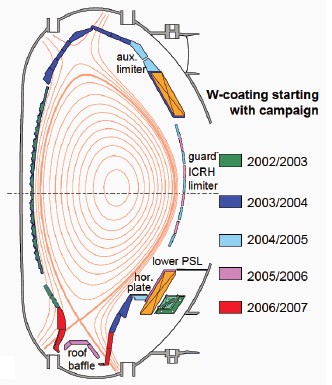 aux.
limiter
W-coating starting
with campaign
guard
ICRH
limiter
2002/2003
2003/2004
2004/2005
2005/2006
2006/2007
lower PSL
hor.
plate
roof
baffle